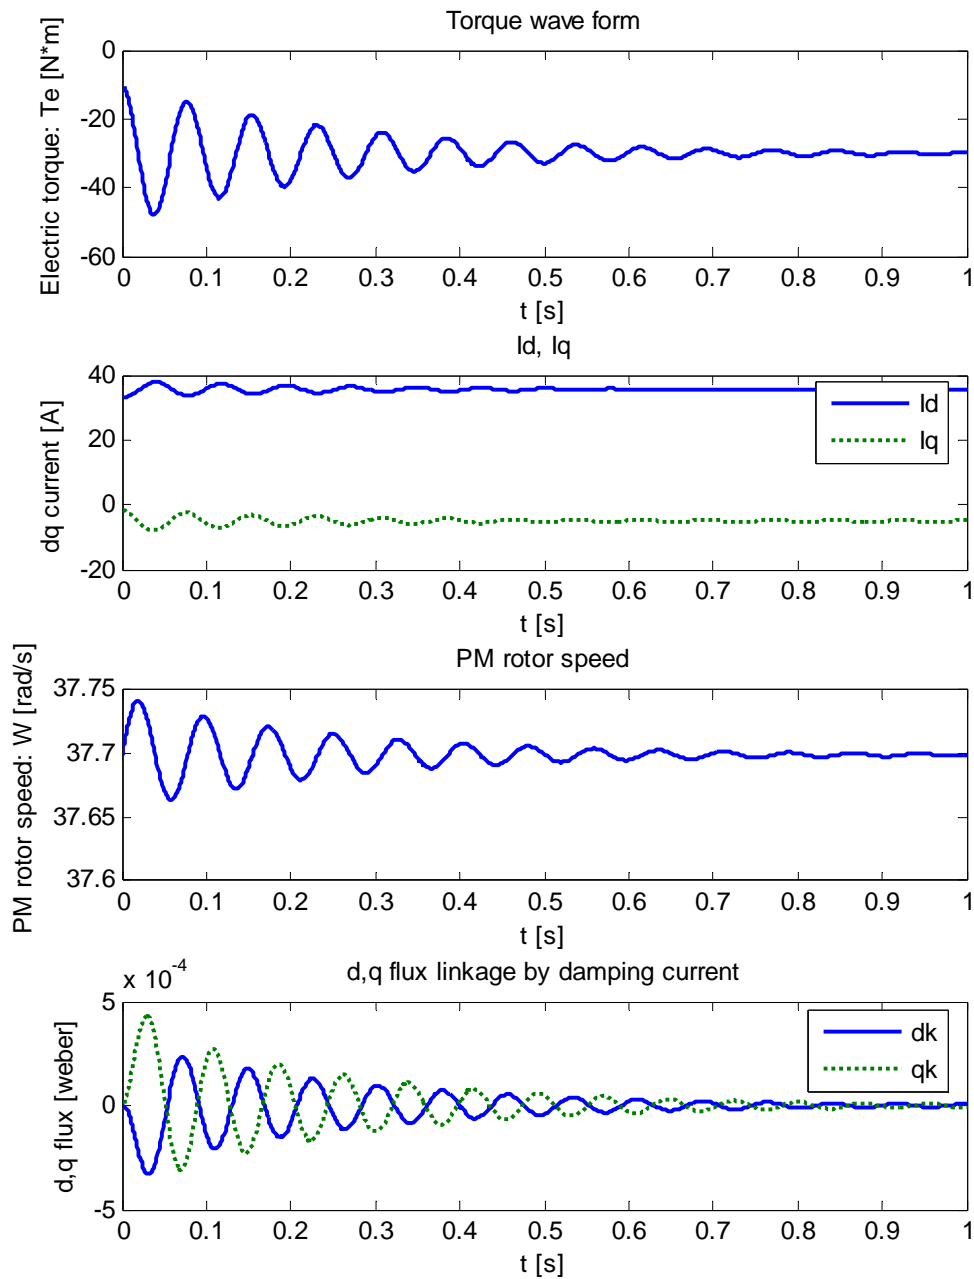 Torque wave form
Electric torque: Te [N*m]
0
-20
-40
-60
0 0.1 0.2 0.3 0.4 0.5 0.6 0.7 0.8 0.9 1
t [s]
Id, Iq
dq current [A]
40
20
0
-20
Id
Iq
0 0.1 0.2 0.3 0.4 0.5 0.6 0.7 0.8 0.9 1
t [s]
PM rotor speed
PM rotor speed: W [rad/s]
37.75
37.7
37.65
37.6
0 0.1 0.2 0.3 0.4 0.5 0.6 0.7 0.8 0.9 1
t [s]
x 10^-4
d,q flux linkage by damping current
d,q flux [weber]
5
0
-5
dk
qk
0 0.1 0.2 0.3 0.4 0.5 0.6 0.7 0.8 0.9 1
t [s]